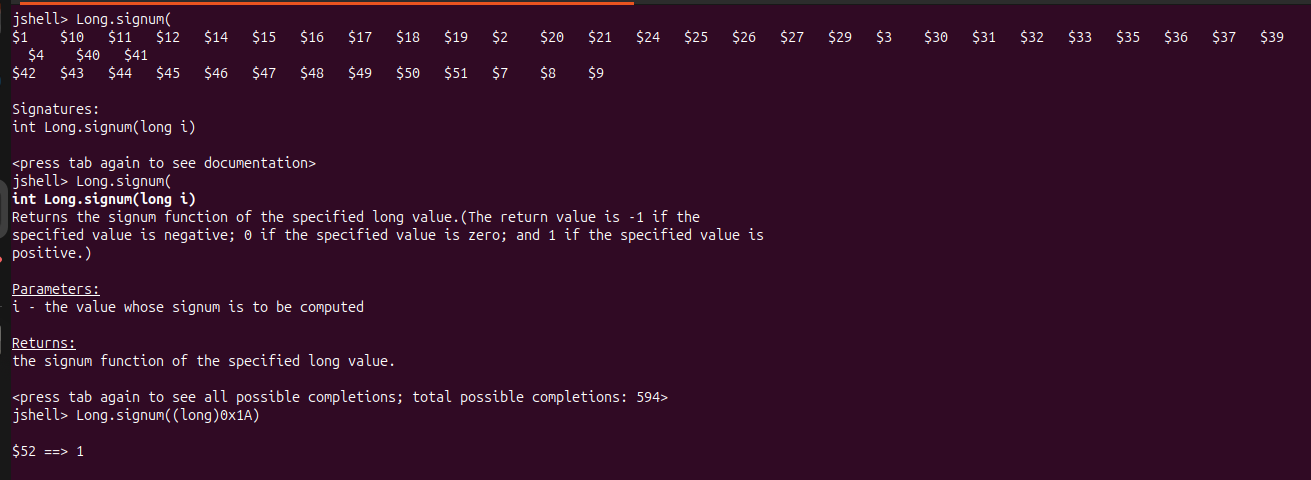 jshell> Long.signum(
$1   $10   $11   $12   $14   $15   $16   $17   $18   $19   $2    $20   $21   $24   $25   $26   $27   $29   $3    $30   $31   $32   $33   $35   $36   $37   $39
  $4    $40   $41
$42   $43   $44   $45   $46   $47   $48   $49   $50   $51   $7    $8    $9
Signatures:
int Long.signum(long i)
<press tab again to see documentation>
jshell> Long.signum(
int Long.signum(long i)
Returns the signum function of the specified long value.(The return value is -1 if the
specified value is negative; 0 if the specified value is zero; and 1 if the specified value is
positive.)
Parameters:
i - the value whose signum is to be computed
Returns:
the signum function of the specified long value.
<press tab again to see all possible completions; total possible completions: 594>
jshell> Long.signum((long)0x1A)
$52 ==> 1